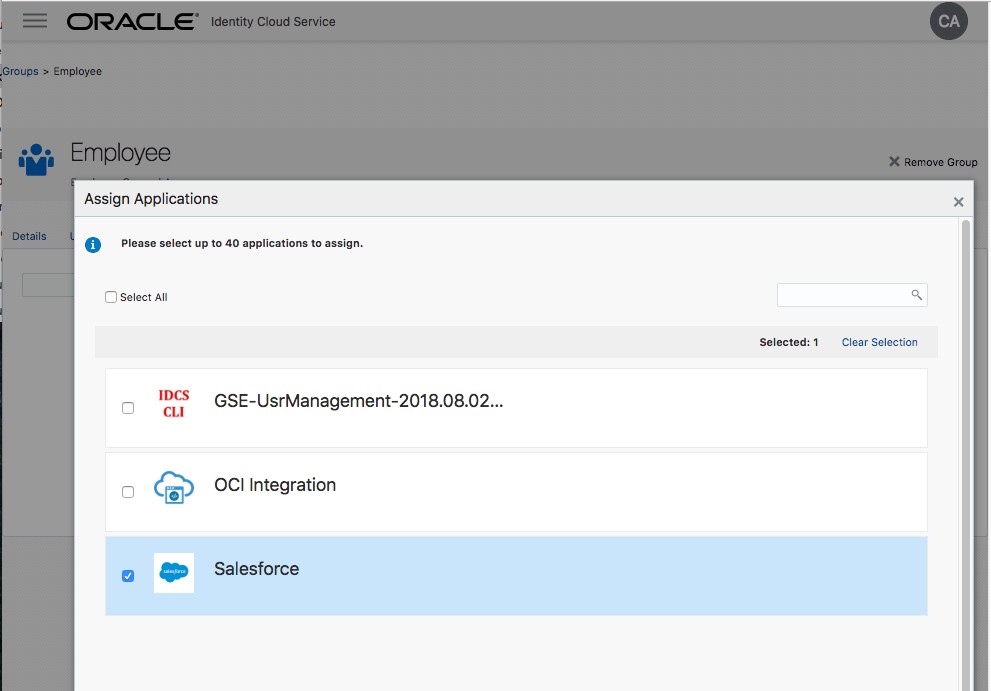 ORACLE® Identity Cloud Service
CA
Groups > Employee
Employee
Remove Group
Assign Applications
Details
Please select up to 40 applications to assign.
Select All
Selected: 1 Clear Selection
IDCS
CLI
GSE-UsrManagement-2018.08.02...
OCI Integration
salesforce
Salesforce